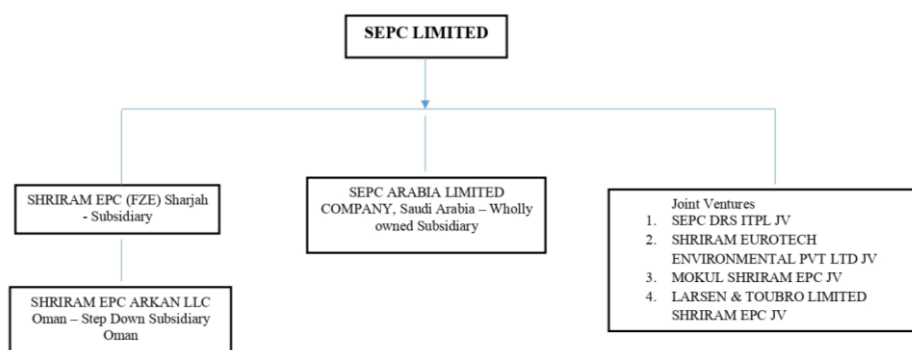 SEPC LIMITED
SHRIRAM EPC (FZE) Sharjah
- Subsidiary
SHRIRAM EPC ARKAN LLC
Oman – Step Down Subsidiary
Oman
SEPC ARABIA LIMITED
COMPANY, Saudi Arabia – Wholly
owned Subsidiary
Joint Ventures
1. SEPC DRS ITPL JV
2. SHRIRAM EUROTECH
ENVIRONMENTAL PVT LTD JV
3. MOKUL SHRIRAM EPC JV
4. LARSEN & TOUBRO LIMITED
SHRIRAM EPC JV